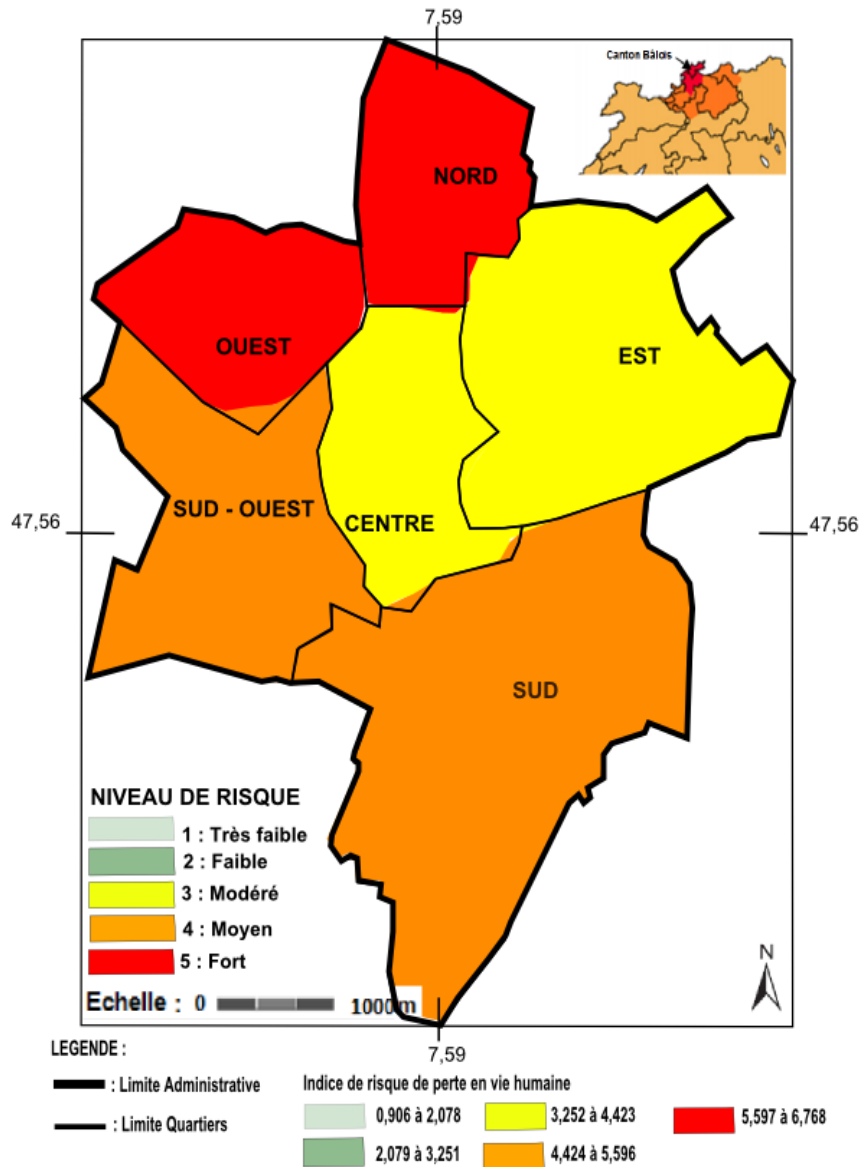 7,59
Canton Bâlois
NORD
OUEST
EST
47,56
SUD - OUEST
CENTRE
47,56
SUD
NIVEAU DE RISQUE
1 : Très faible
2 : Faible
3 : Modéré
4 : Moyen
5 : Fort
N
Echelle : 0 1000m
7,59
LEGENDE :
: Limite Administrative
: Limite Quartiers
Indice de risque de perte en vie humaine
0,906 à 2,078
3,252 à 4,423
5,597 à 6,768
2,079 à 3,251
4,424 à 5,596